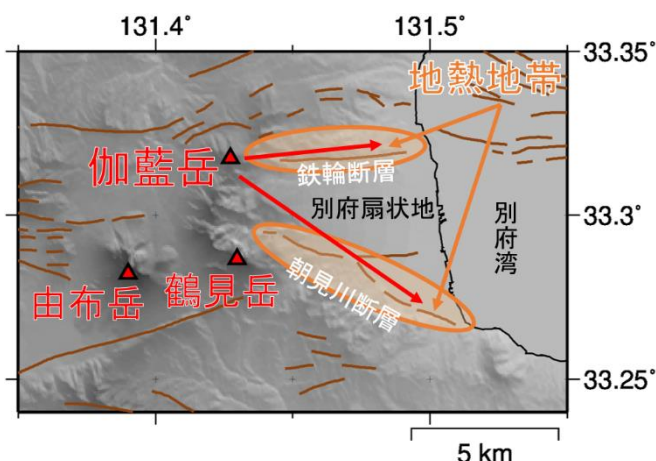 131.4˚
131.5˚
33.35˚
地熱地帯
伽藍岳
鉄輪断層
別府扇状地
別府湾
33.3˚
由布岳
鶴見岳
朝見川断層
33.25˚
5 km